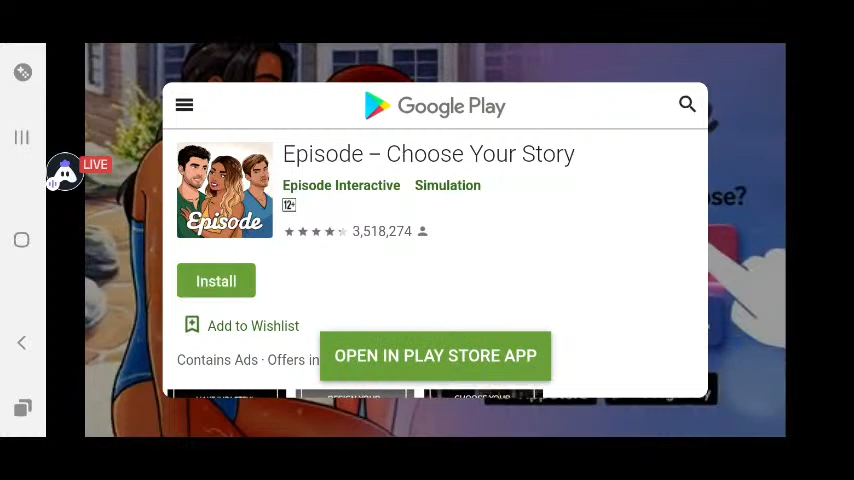 Google Play
LIVE
Episode – Choose Your Story
Episode Interactive Simulation
12+
Episode
3,518,274
ose?
Install
Add to Wishlist
OPEN IN PLAY STORE APP
Contains Ads · Offers in